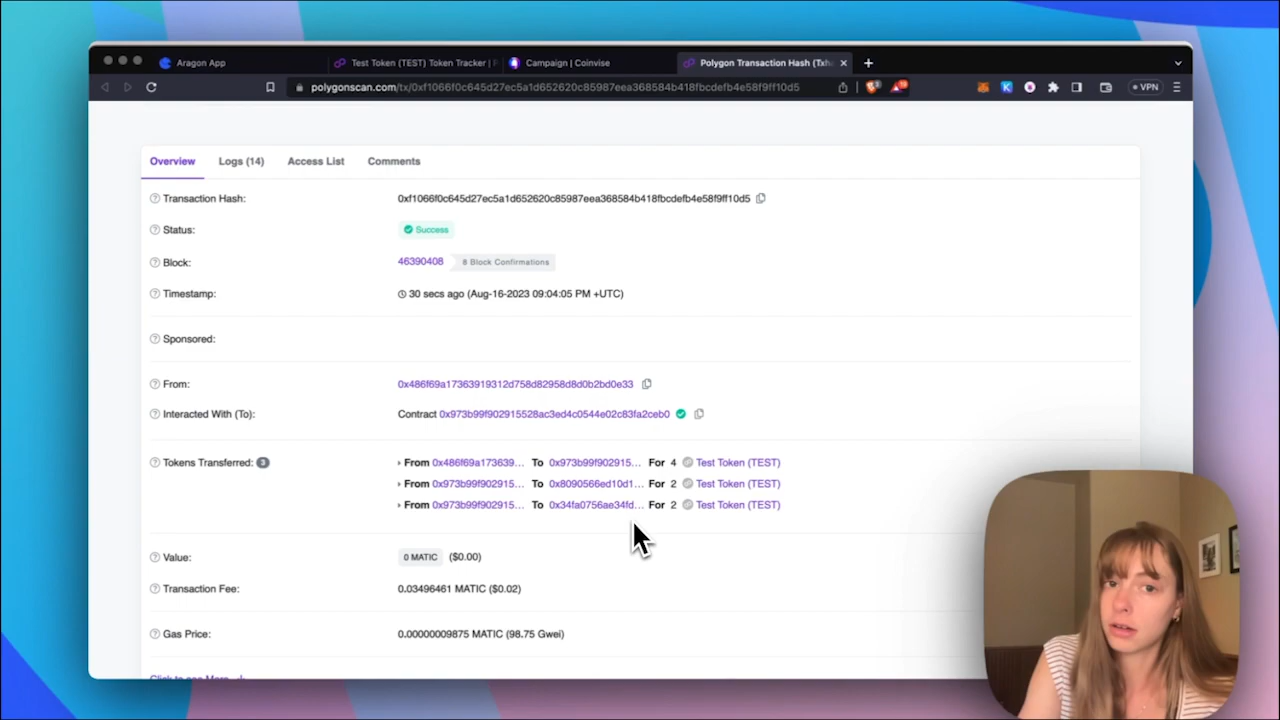 Aragon App
Test Token (TEST) Token Tracker | P
Campaign | Coinvise
Polygon Transaction Hash (Txh
polygonscan.com/tx/0xf1066f0c645d27ec5a1d652620c85987eea368584b418fbcdefb4e58f9ff10d5
VPN
Overview
Logs (14)
Access List
Comments
Transaction Hash:
0xf1066f0c645d27ec5a1d652620c85987eea368584b418fbcdefb4e58f9ff10d5
Status:
Success
Block:
46390408
8 Block Confirmations
Timestamp:
30 secs ago (Aug-16-2023 09:04:05 PM +UTC)
Sponsored:
From:
0x486f69a17363919312d758d82958d8d0b2bd0e33
Interacted With (To):
Contract 0x973b99f902915528ac3ed4c0544e02c83fa2ceb0
Tokens Transferred: 3
From 0x486f69a173639... To 0x973b99f902915... For 4 Test Token (TEST)
From 0x973b99f902915... To 0x8090566ed10d1... For 2 Test Token (TEST)
From 0x973b99f902915... To 0x34fa0756ae34fd... For 2 Test Token (TEST)
Value:
0 MATIC ($0.00)
Transaction Fee:
0.03496461 MATIC ($0.02)
Gas Price:
0.00000009875 MATIC (98.75 Gwei)
Click to see More